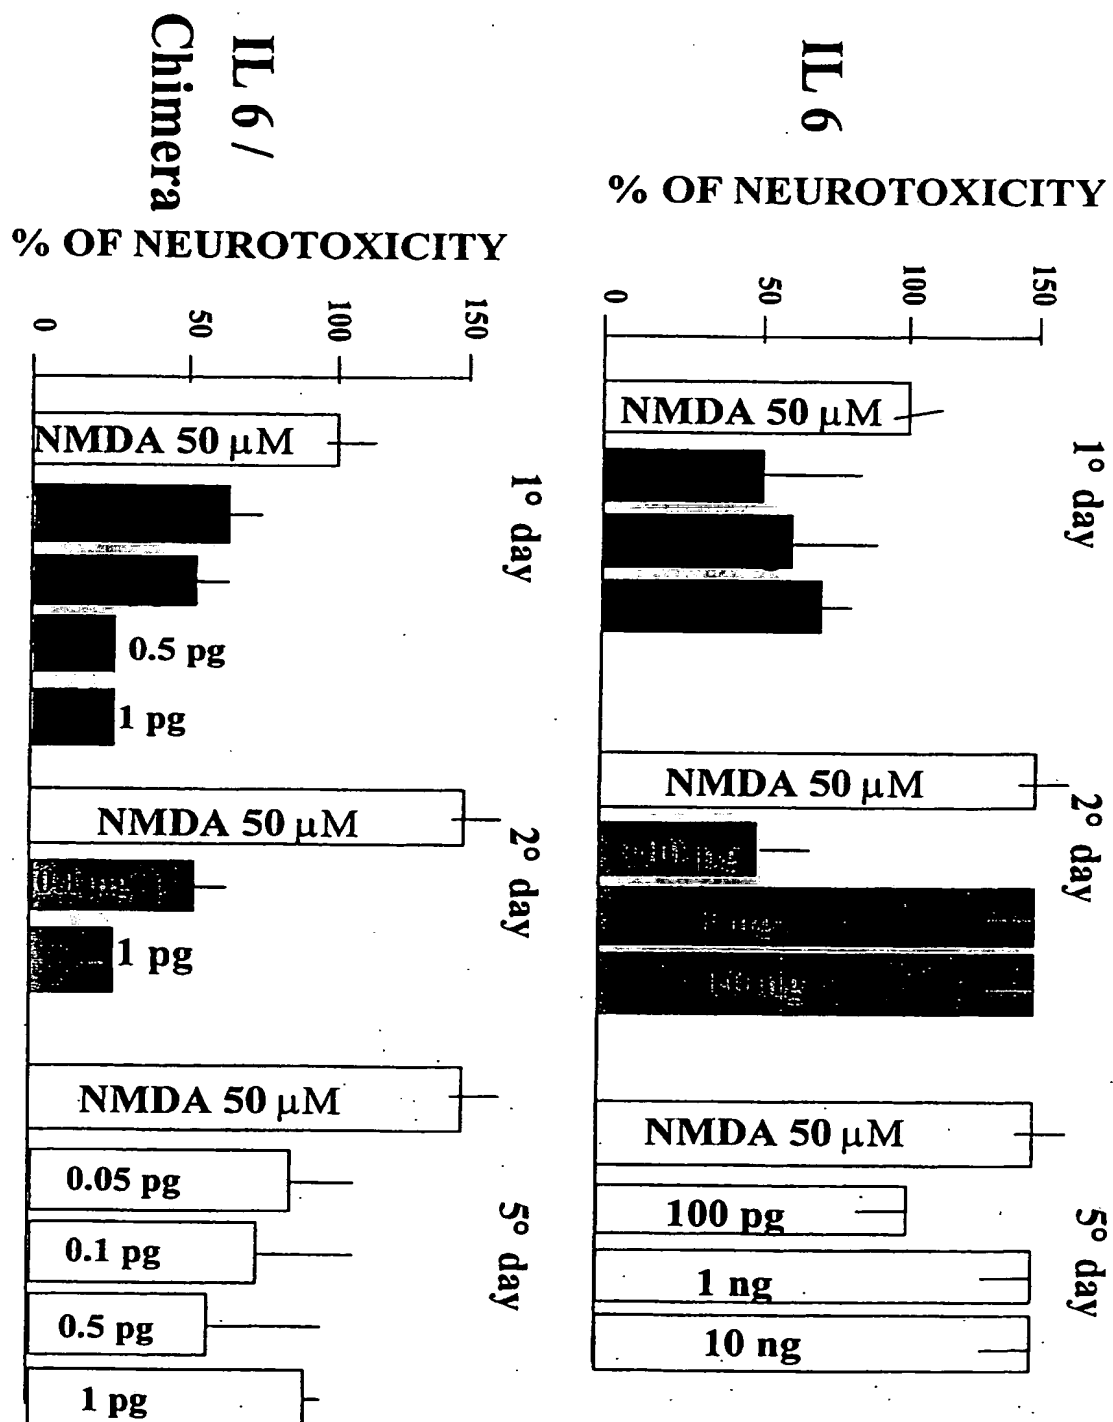 IL 6
% OF NEUROTOXICITY
150
100
50
0
1° day
NMDA 50 µM
2° day
NMDA 50 µM
5° day
NMDA 50 µM
100 pg
1 ng
10 ng
IL 6 /
Chimera
% OF NEUROTOXICITY
150
100
50
0
1° day
NMDA 50 µM
0.5 pg
1 pg
2° day
NMDA 50 µM
1 pg
5° day
NMDA 50 µM
0.05 pg
0.1 pg
0.5 pg
1 pg